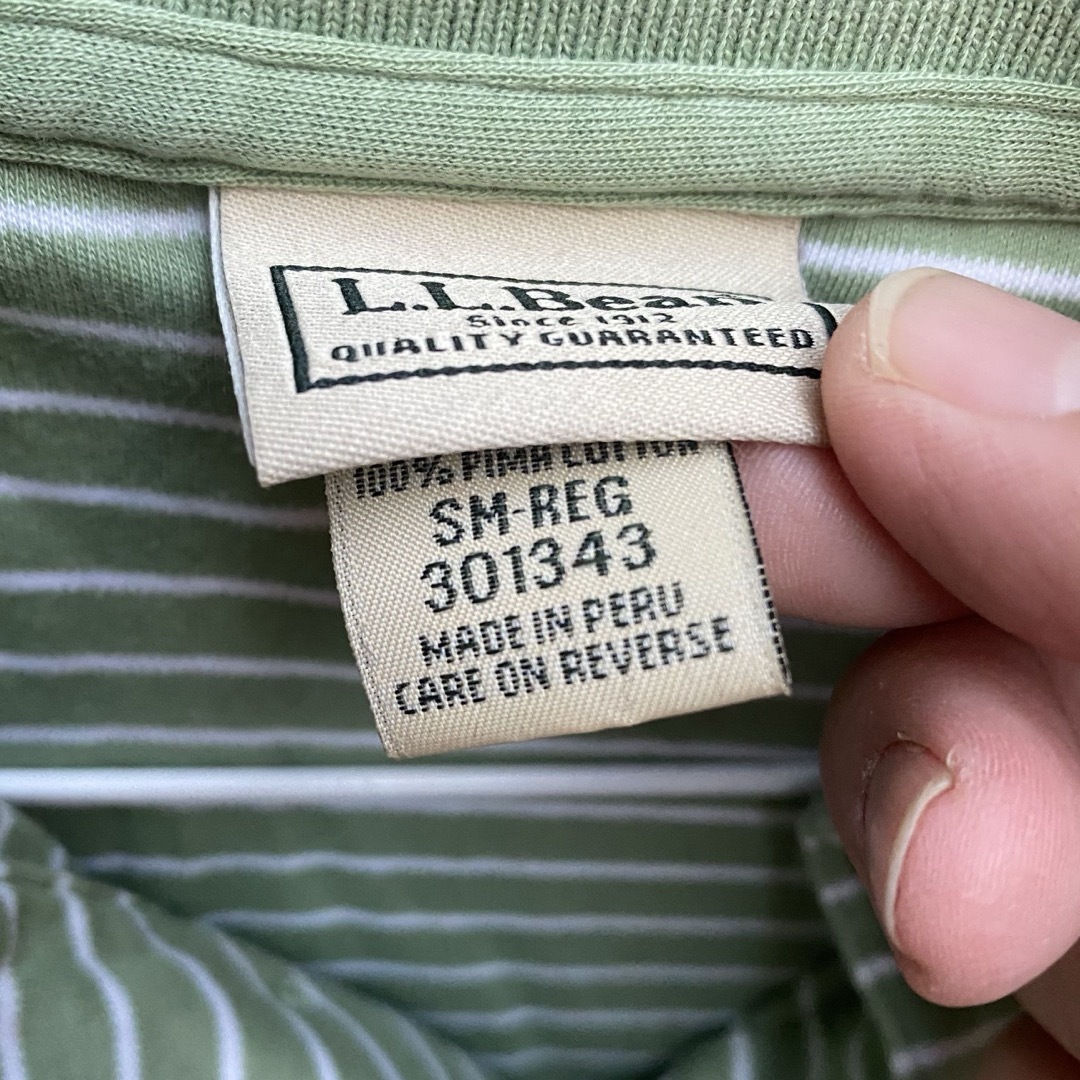 L.L.Bean
Since 1912
QUALITY GUARANTEED
100% PIMA COTTON
SM-REG
301343
MADE IN PERU
CARE ON REVERSE